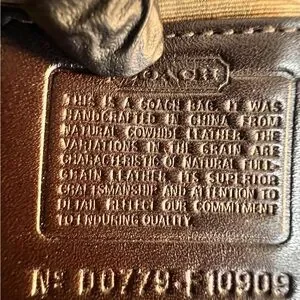 COACH
THIS IS A COACH BAG. IT WAS
HANDCRAFTED IN CHINA FROM
NATURAL COWHIDE LEATHER. THE
VARIATIONS IN THE GRAIN ARE
CHARACTERISTIC OF NATURAL FULL
GRAIN LEATHER. ITS SUPERIOR
CRAFTSMANSHIP AND ATTENTION TO
DETAIL REFLECT OUR COMMITMENT
TO ENDURING QUALITY.
Nº D0779-F10909